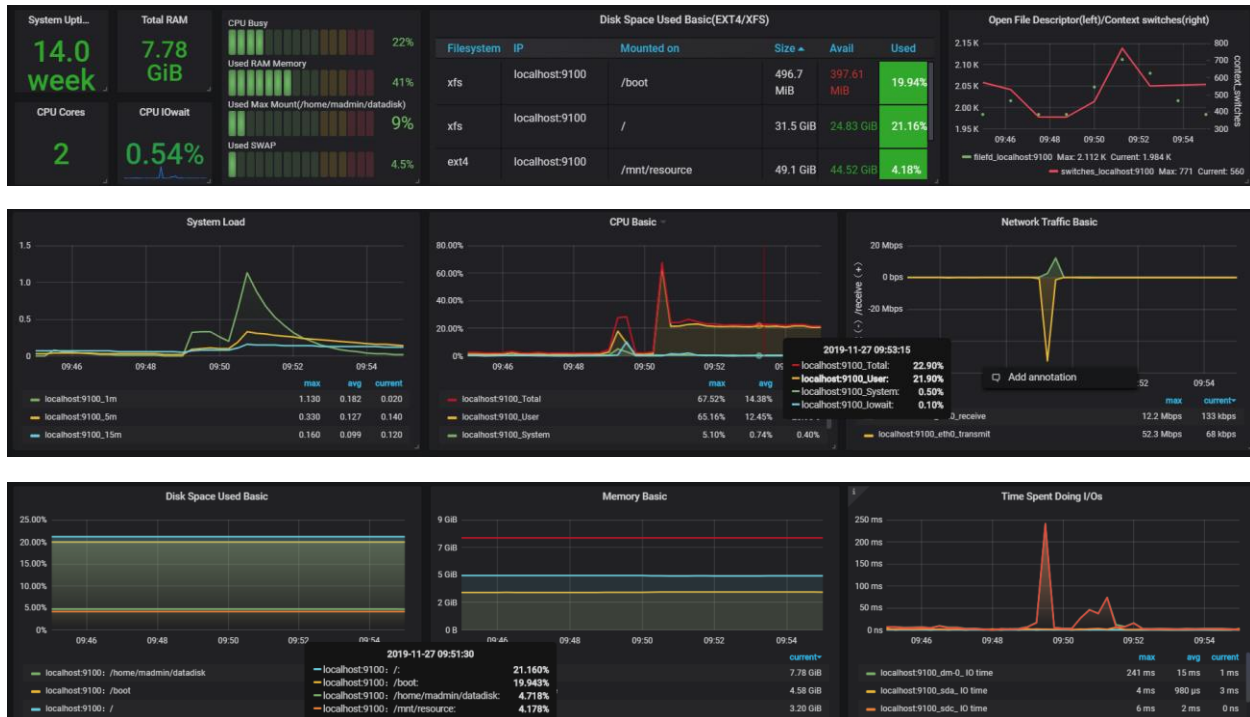 System Upti...
14.0
week
Total RAM
7.78
GiB
CPU Cores
2
CPU IOwait
0.54%
CPU Busy
22%
Used RAM Memory
41%
Used Max Mount(/home/madmin/datadisk)
9%
Used SWAP
4.5%
Disk Space Used Basic(EXT4/XFS)
Filesystem IP Mounted on Size Avail Used
xfs localhost:9100 /boot 496.7 MiB 397.61 MiB 19.94%
xfs localhost:9100 / 31.5 GiB 24.83 GiB 21.16%
ext4 localhost:9100 /mnt/resource 49.1 GiB 44.52 GiB 4.18%
Open File Descriptor(left)/Context switches(right)
2.15 K
2.10 K
2.05 K
2.00 K
1.95 K
800
700
600
500
400
300
context_switches
09:46 09:48 09:50 09:52 09:54
filefd_localhost:9100 Max: 2.112 K Current: 1.984 K
switches_localhost:9100 Max: 771 Current: 560
System Load
1.5
1.0
0.5
0
09:46 09:48 09:50 09:52 09:54
max avg current
localhost:9100_1m 1.130 0.182 0.020
localhost:9100_5m 0.330 0.127 0.140
localhost:9100_15m 0.160 0.099 0.120
CPU Basic
80.00%
60.00%
40.00%
20.00%
0%
09:46 09:48 09:50 09:52
max avg
localhost:9100_Total 67.52% 14.38%
localhost:9100_User 65.16% 12.45%
localhost:9100_System 5.10% 0.74% 0.40%
2019-11-27 09:53:15
localhost:9100_Total: 22.90%
localhost:9100_User: 21.90%
localhost:9100_System: 0.50%
localhost:9100_Iowait: 0.10%
Network Traffic Basic
20 Mbps
0 bps
-20 Mbps
(-) /receive (+)
Add annotation
:52 09:54
max current
0_receive 12.2 Mbps 133 kbps
localhost:9100_eth0_transmit 52.3 Mbps 68 kbps
Disk Space Used Basic
25.00%
20.00%
15.00%
10.00%
5.00%
0%
09:46 09:48 09:50 09:52 09:54
localhost:9100：/home/madmin/datadisk
localhost:9100：/boot
localhost:9100：/
2019-11-27 09:51:30
localhost:9100：/: 21.160%
localhost:9100：/boot: 19.943%
localhost:9100：/home/madmin/datadisk: 4.718%
localhost:9100：/mnt/resource: 4.178%
Memory Basic
9 GiB
7 GiB
5 GiB
2 GiB
0 B
09:46 09:48 09:50 09:52 09:54
current
7.78 GiB
4.58 GiB
3.20 GiB
Time Spent Doing I/Os
250 ms
200 ms
150 ms
100 ms
50 ms
0 ns
09:46 09:48 09:50 09:52 09:54
max avg current
localhost:9100_dm-0_ IO time 241 ms 15 ms 1 ms
localhost:9100_sda_ IO time 4 ms 980 µs 3 ms
localhost:9100_sdc_ IO time 6 ms 2 ms 0 ns